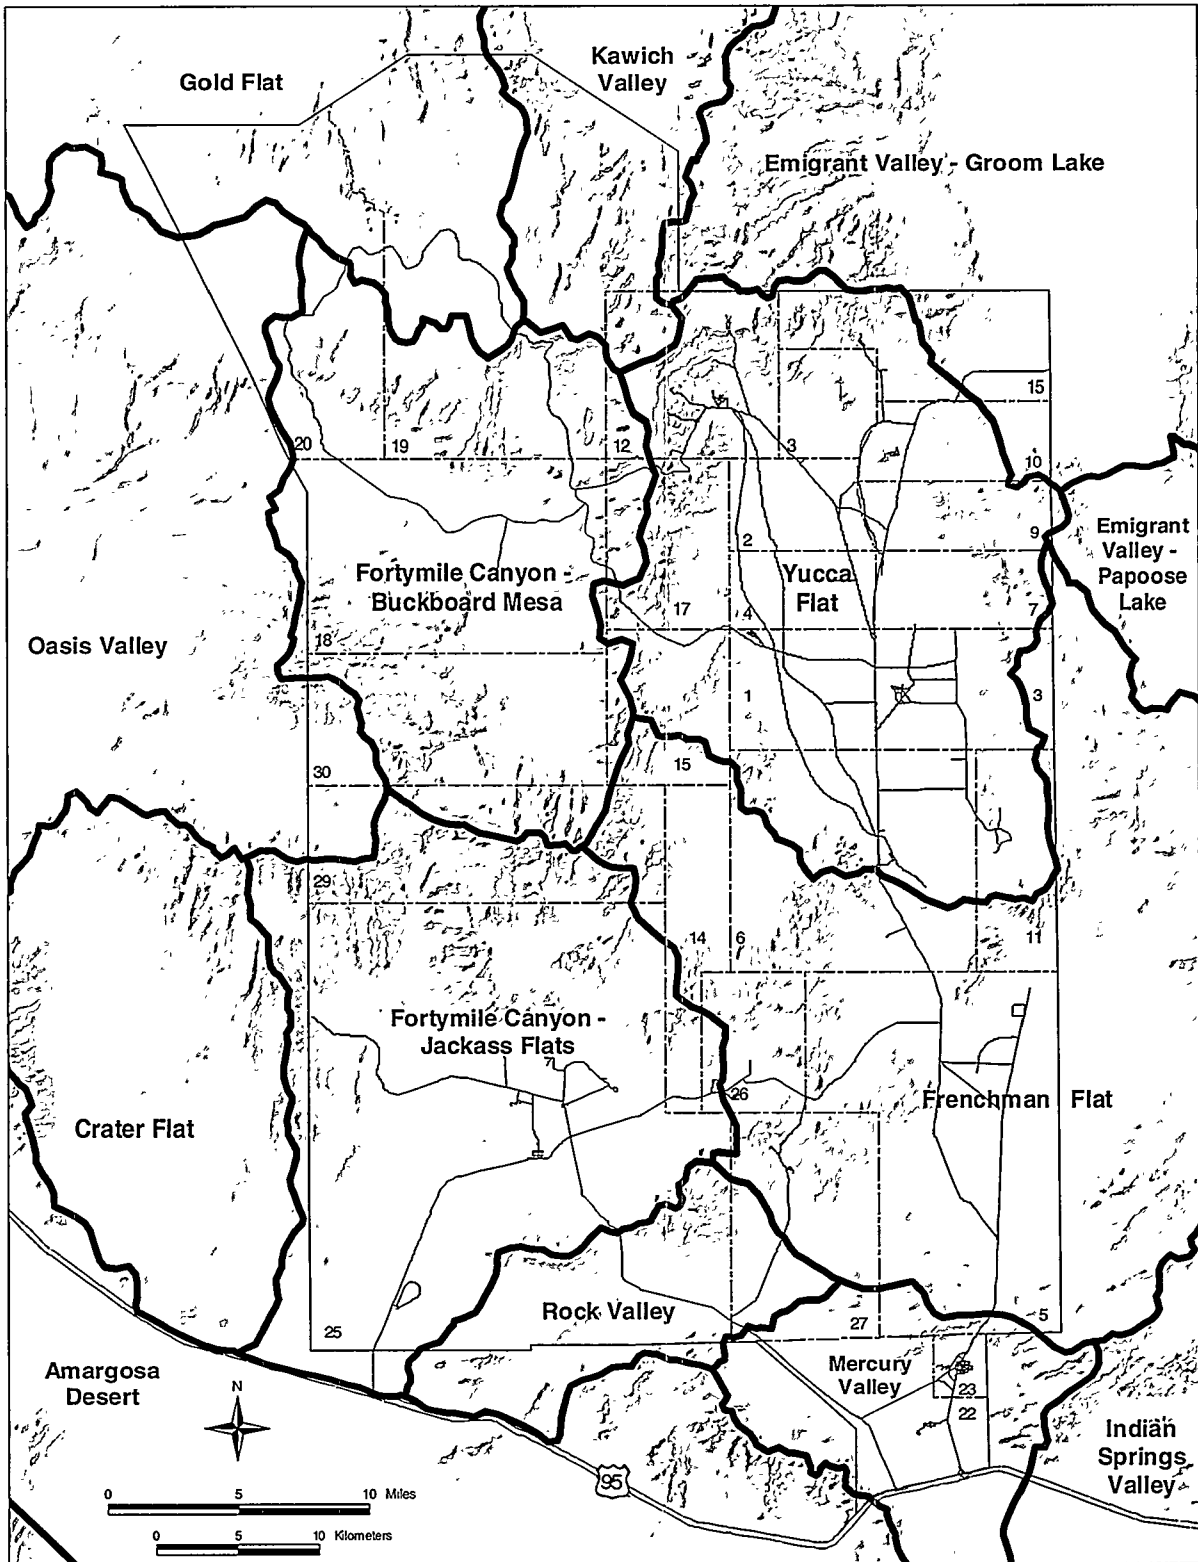 Kawich
Valley
Gold Flat
Emigrant Valley - Groom Lake
15
20
19
12
3
10
Emigrant
Valley -
Papoose
Lake
9
2
Fortymile Canyon -
Buckboard Mesa
Yucca
Flat
17
4
7
Oasis Valley
18
1
3
30
15
29
14
6
11
Fortymile Canyon -
Jackass Flats
26
Frenchman Flat
Crater Flat
Rock Valley
5
25
27
Amargosa
Desert
Mercury
Valley
23
22
N
Indian
Springs
Valley
95
0 5 10 Miles
0 5 10 Kilometers